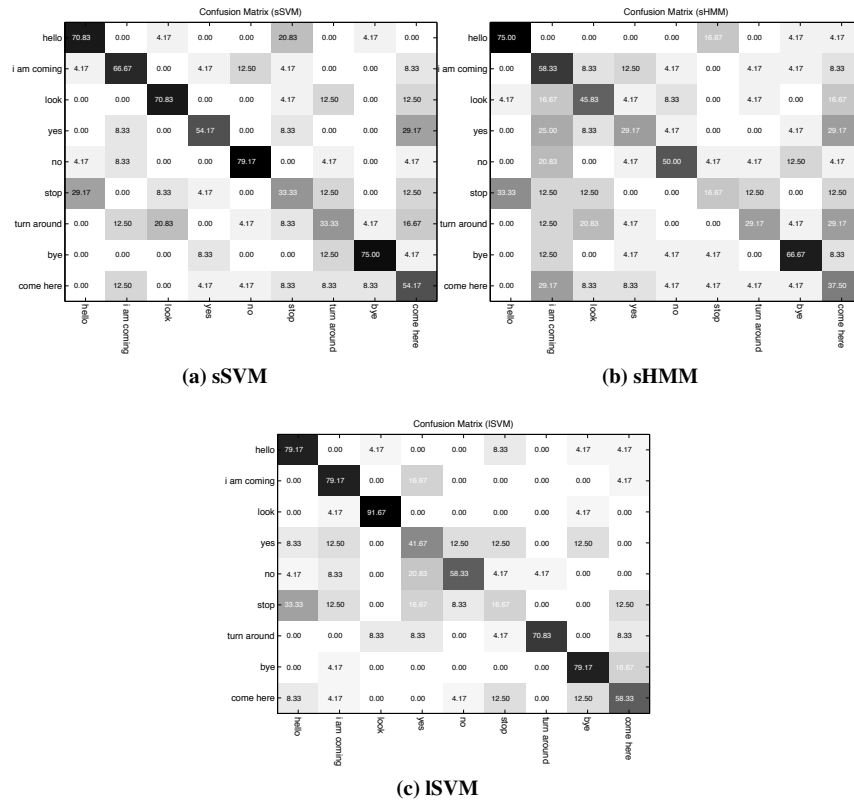 Confusion Matrix (sSVM)
hello 70.83 0.00 4.17 0.00 0.00 20.83 0.00 4.17 0.00
i am coming 4.17 66.67 0.00 4.17 12.50 4.17 0.00 0.00 8.33
look 0.00 0.00 70.83 0.00 0.00 4.17 12.50 0.00 12.50
yes 0.00 8.33 0.00 54.17 0.00 8.33 0.00 0.00 29.17
no 4.17 8.33 0.00 0.00 79.17 0.00 4.17 0.00 4.17
stop 29.17 0.00 8.33 4.17 0.00 33.33 12.50 0.00 12.50
turn around 0.00 12.50 20.83 0.00 4.17 8.33 33.33 4.17 16.67
bye 0.00 0.00 0.00 8.33 0.00 0.00 12.50 75.00 4.17
come here 0.00 12.50 0.00 4.17 4.17 8.33 8.33 8.33 54.17
hello i am coming look yes no stop turn around bye come here
(a) sSVM
Confusion Matrix (sHMM)
hello 75.00 0.00 0.00 0.00 0.00 16.67 0.00 4.17 4.17
i am coming 0.00 58.33 8.33 12.50 4.17 0.00 4.17 4.17 8.33
look 4.17 16.67 45.83 4.17 8.33 0.00 4.17 0.00 16.67
yes 0.00 25.00 8.33 29.17 4.17 0.00 0.00 4.17 29.17
no 0.00 20.83 0.00 4.17 50.00 4.17 4.17 12.50 4.17
stop 33.33 12.50 12.50 0.00 0.00 16.67 12.50 0.00 12.50
turn around 0.00 12.50 20.83 4.17 0.00 0.00 29.17 4.17 29.17
bye 0.00 12.50 0.00 4.17 4.17 4.17 0.00 66.67 8.33
come here 0.00 29.17 8.33 8.33 4.17 4.17 4.17 4.17 37.50
hello i am coming look yes no stop turn around bye come here
(b) sHMM
Confusion Matrix (lSVM)
hello 79.17 0.00 4.17 0.00 0.00 8.33 0.00 4.17 4.17
i am coming 0.00 79.17 0.00 16.67 0.00 0.00 0.00 0.00 4.17
look 0.00 4.17 91.67 0.00 0.00 0.00 0.00 4.17 0.00
yes 8.33 12.50 0.00 41.67 12.50 12.50 0.00 12.50 0.00
no 4.17 8.33 0.00 20.83 58.33 4.17 4.17 0.00 0.00
stop 33.33 12.50 0.00 16.67 8.33 16.67 0.00 0.00 12.50
turn around 0.00 0.00 8.33 8.33 0.00 4.17 70.83 0.00 8.33
bye 0.00 4.17 0.00 0.00 0.00 0.00 0.00 79.17 16.67
come here 8.33 4.17 0.00 0.00 4.17 12.50 0.00 12.50 58.33
hello i am coming look yes no stop turn around bye come here
(c) lSVM